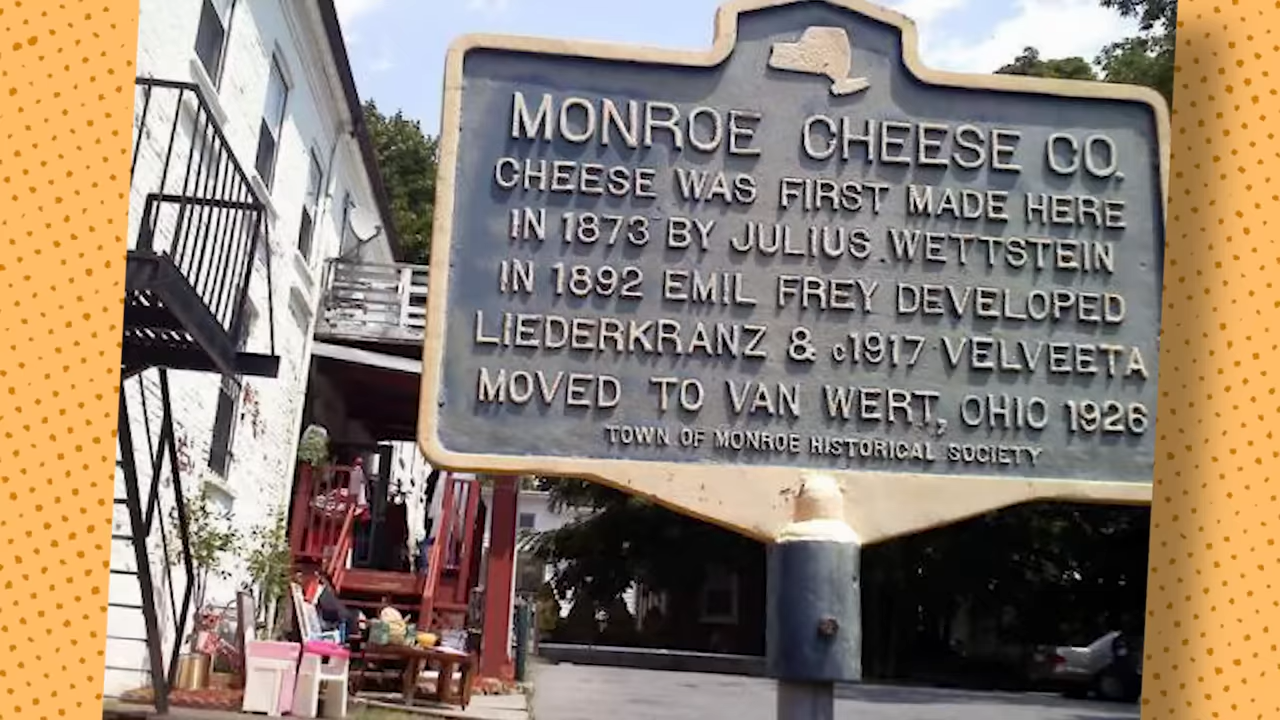 MONROE CHEESE CO.
CHEESE WAS FIRST MADE HERE
IN 1873 BY JULIUS WETTSTEIN
IN 1892 EMIL FREY DEVELOPED
LIEDERKRANZ & c1917 VELVEETA
MOVED TO VAN WERT, OHIO 1926
TOWN OF MONROE HISTORICAL SOCIETY